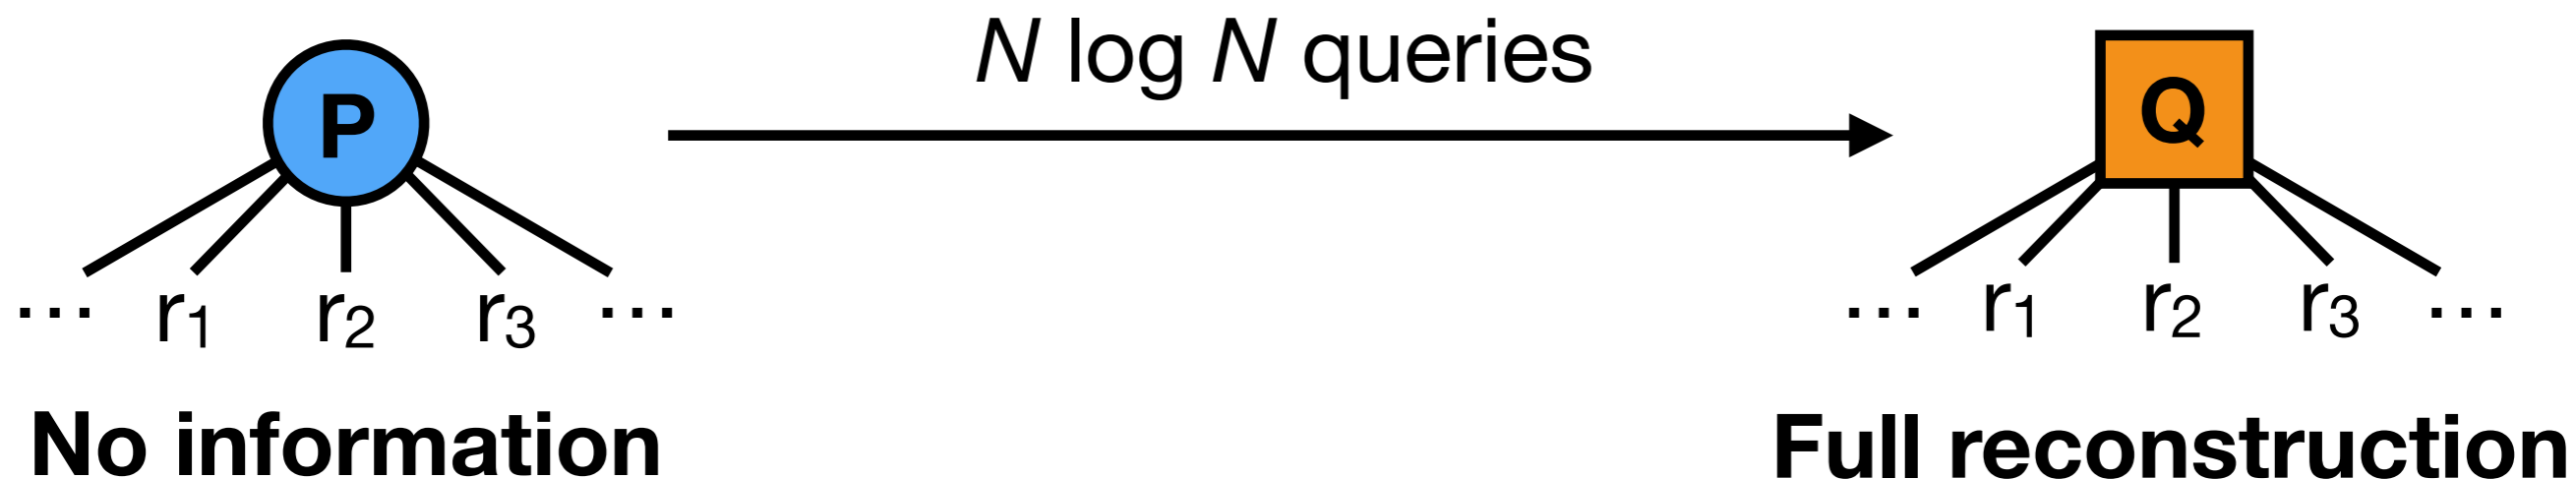 N log N queries
P
Q
… r₁ r₂ r₃ …
… r₁ r₂ r₃ …
No information
Full reconstruction